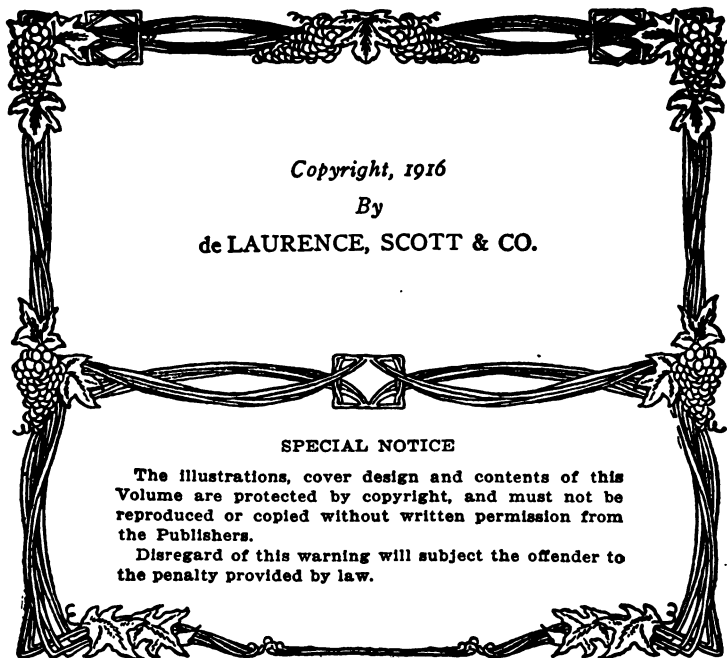 Copyright, 1916
By
de LAURENCE, SCOTT & CO.
SPECIAL NOTICE
The illustrations, cover design and contents of this
Volume are protected by copyright, and must not be
reproduced or copied without written permission from
the Publishers.
Disregard of this warning will subject the offender to
the penalty provided by law.